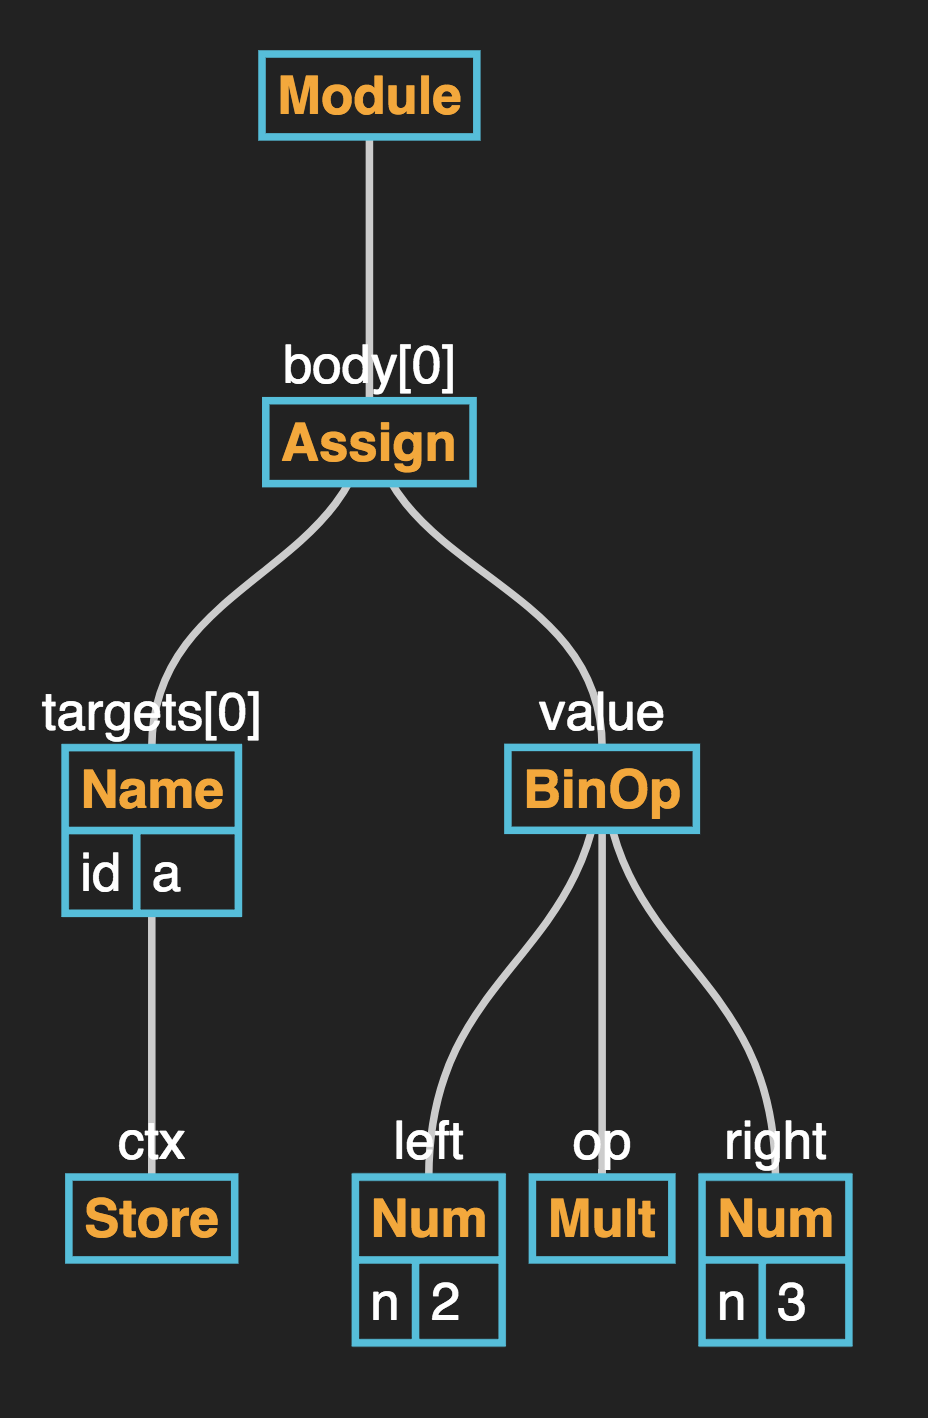 Module
body[0]
Assign
targets[0]
value
Name
BinOp
id a
ctx
left
op
right
Store
Num
Mult
Num
n 2
n 3